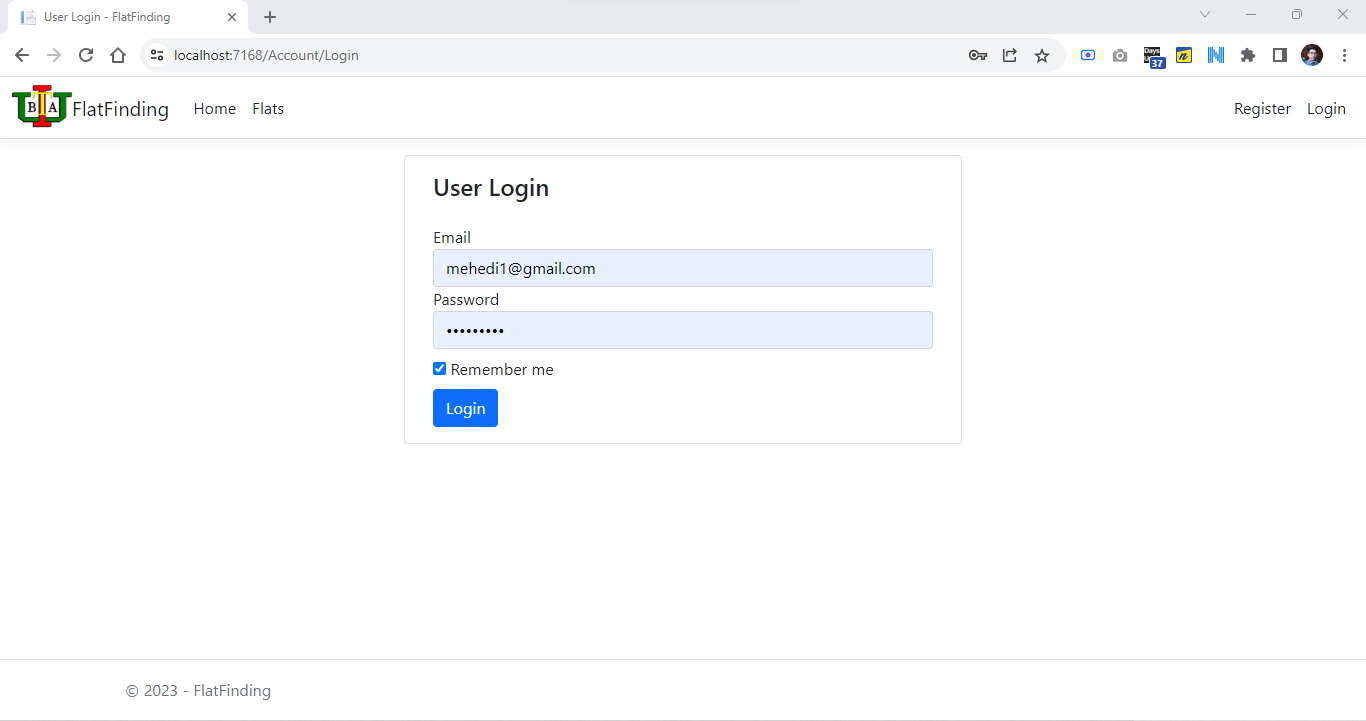 User Login - FlatFinding
localhost:7168/Account/Login
Days
37
n
N
B I A
FlatFinding
Home
Flats
Register
Login
User Login
Email
mehedi1@gmail.com
Password
•••••••••
Remember me
Login
© 2023 - FlatFinding